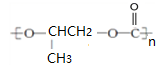 O
[O—CHCH2 —O—C]n
CH3